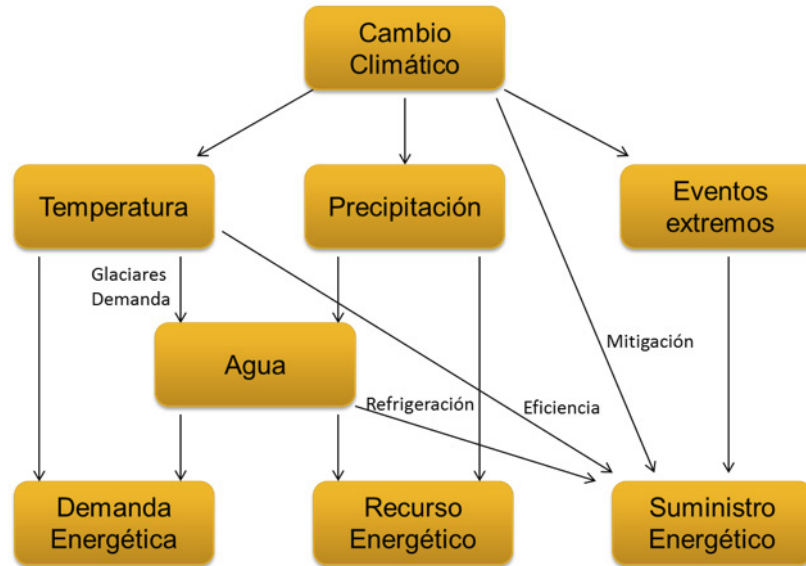 Cambio
Climático
Temperatura
Precipitación
Eventos
extremos
Glaciares
Demanda
Agua
Mitigación
Refrigeración
Eficiencia
Demanda
Energética
Recurso
Energético
Suministro
Energético